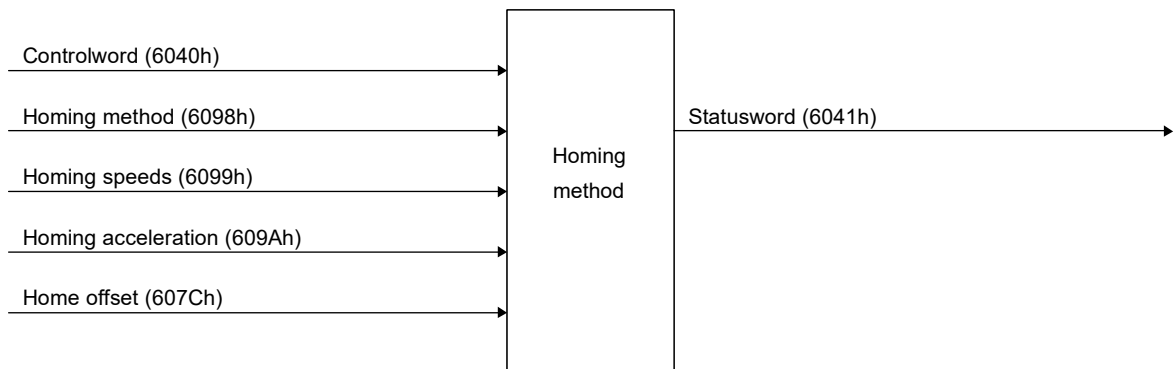 Controlword (6040h)
Homing method (6098h)
Homing speeds (6099h)
Homing acceleration (609Ah)
Home offset (607Ch)
Homing
method
Statusword (6041h)